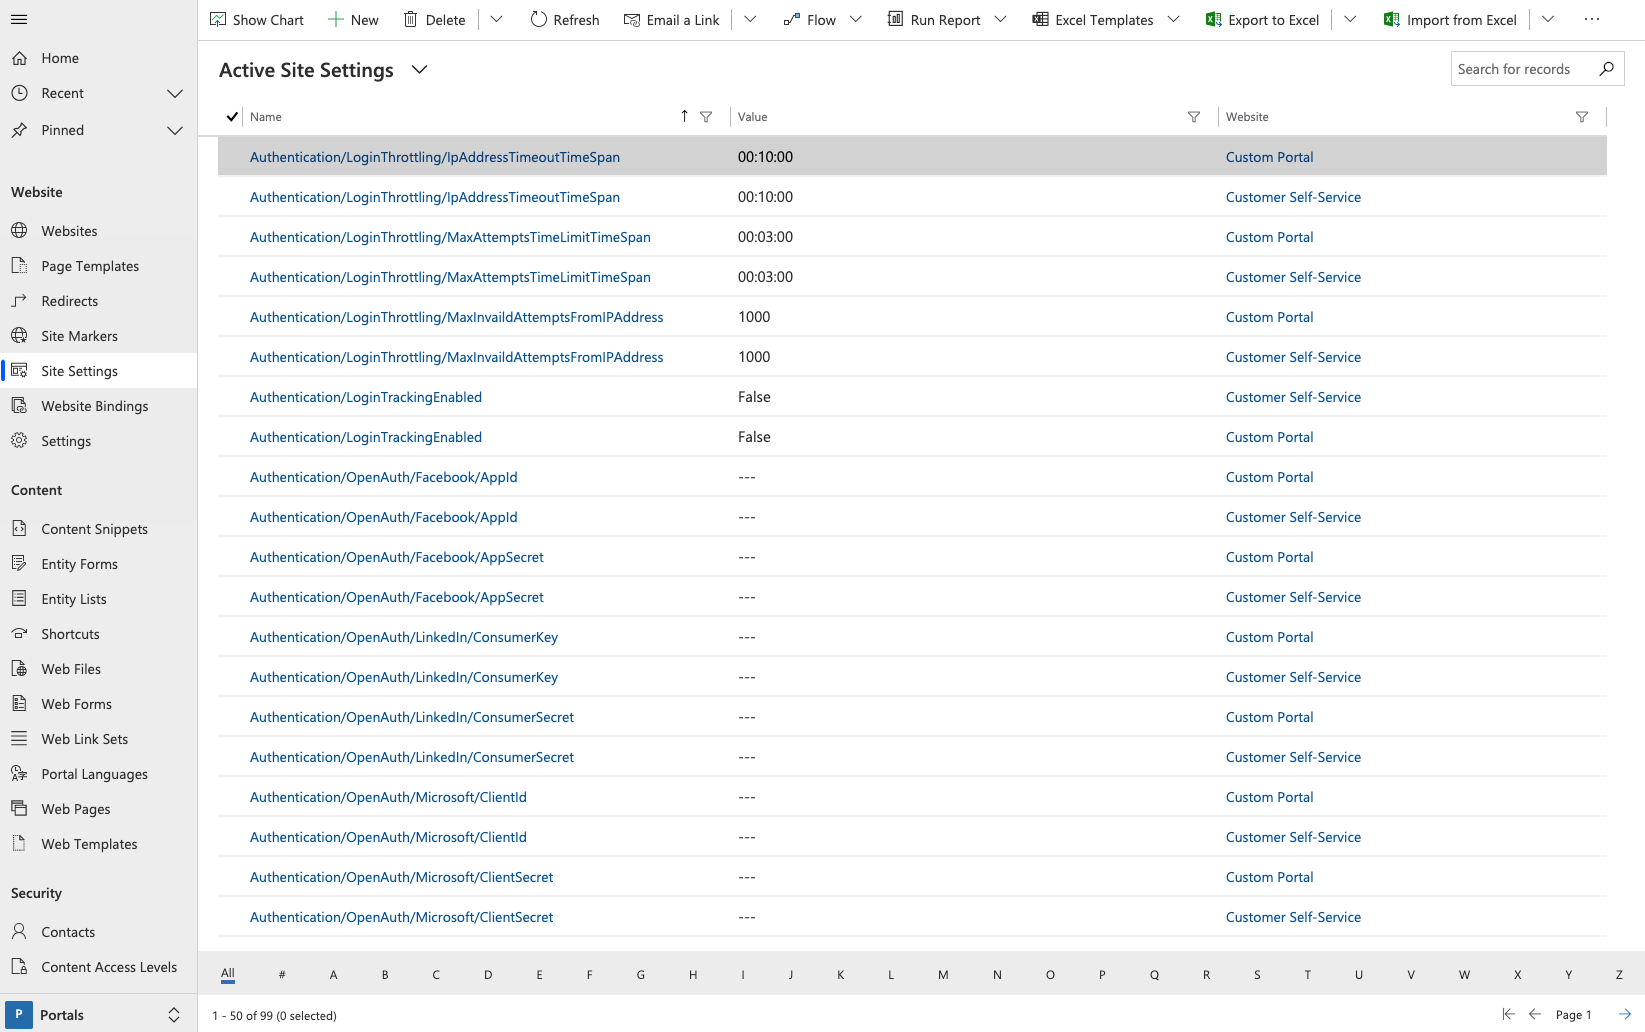 Show Chart New Delete Refresh Email a Link Flow Run Report Excel Templates Export to Excel Import from Excel ...
Home
Recent
Pinned
Website
Websites
Page Templates
Redirects
Site Markers
Site Settings
Website Bindings
Settings
Content
Content Snippets
Entity Forms
Entity Lists
Shortcuts
Web Files
Web Forms
Web Link Sets
Portal Languages
Web Pages
Web Templates
Security
Contacts
Content Access Levels
P Portals
Active Site Settings
Search for records
Name Value Website
Authentication/LoginThrottling/IpAddressTimeoutTimeSpan 00:10:00 Custom Portal
Authentication/LoginThrottling/IpAddressTimeoutTimeSpan 00:10:00 Customer Self-Service
Authentication/LoginThrottling/MaxAttemptsTimeLimitTimeSpan 00:03:00 Custom Portal
Authentication/LoginThrottling/MaxAttemptsTimeLimitTimeSpan 00:03:00 Customer Self-Service
Authentication/LoginThrottling/MaxInvaildAttemptsFromIPAddress 1000 Custom Portal
Authentication/LoginThrottling/MaxInvaildAttemptsFromIPAddress 1000 Customer Self-Service
Authentication/LoginTrackingEnabled False Customer Self-Service
Authentication/LoginTrackingEnabled False Custom Portal
Authentication/OpenAuth/Facebook/AppId --- Custom Portal
Authentication/OpenAuth/Facebook/AppId --- Customer Self-Service
Authentication/OpenAuth/Facebook/AppSecret --- Custom Portal
Authentication/OpenAuth/Facebook/AppSecret --- Customer Self-Service
Authentication/OpenAuth/LinkedIn/ConsumerKey --- Custom Portal
Authentication/OpenAuth/LinkedIn/ConsumerKey --- Customer Self-Service
Authentication/OpenAuth/LinkedIn/ConsumerSecret --- Custom Portal
Authentication/OpenAuth/LinkedIn/ConsumerSecret --- Customer Self-Service
Authentication/OpenAuth/Microsoft/ClientId --- Custom Portal
Authentication/OpenAuth/Microsoft/ClientId --- Customer Self-Service
Authentication/OpenAuth/Microsoft/ClientSecret --- Custom Portal
Authentication/OpenAuth/Microsoft/ClientSecret --- Customer Self-Service
All # A B C D E F G H I J K L M N O P Q R S T U V W X Y Z
1 - 50 of 99 (0 selected) Page 1